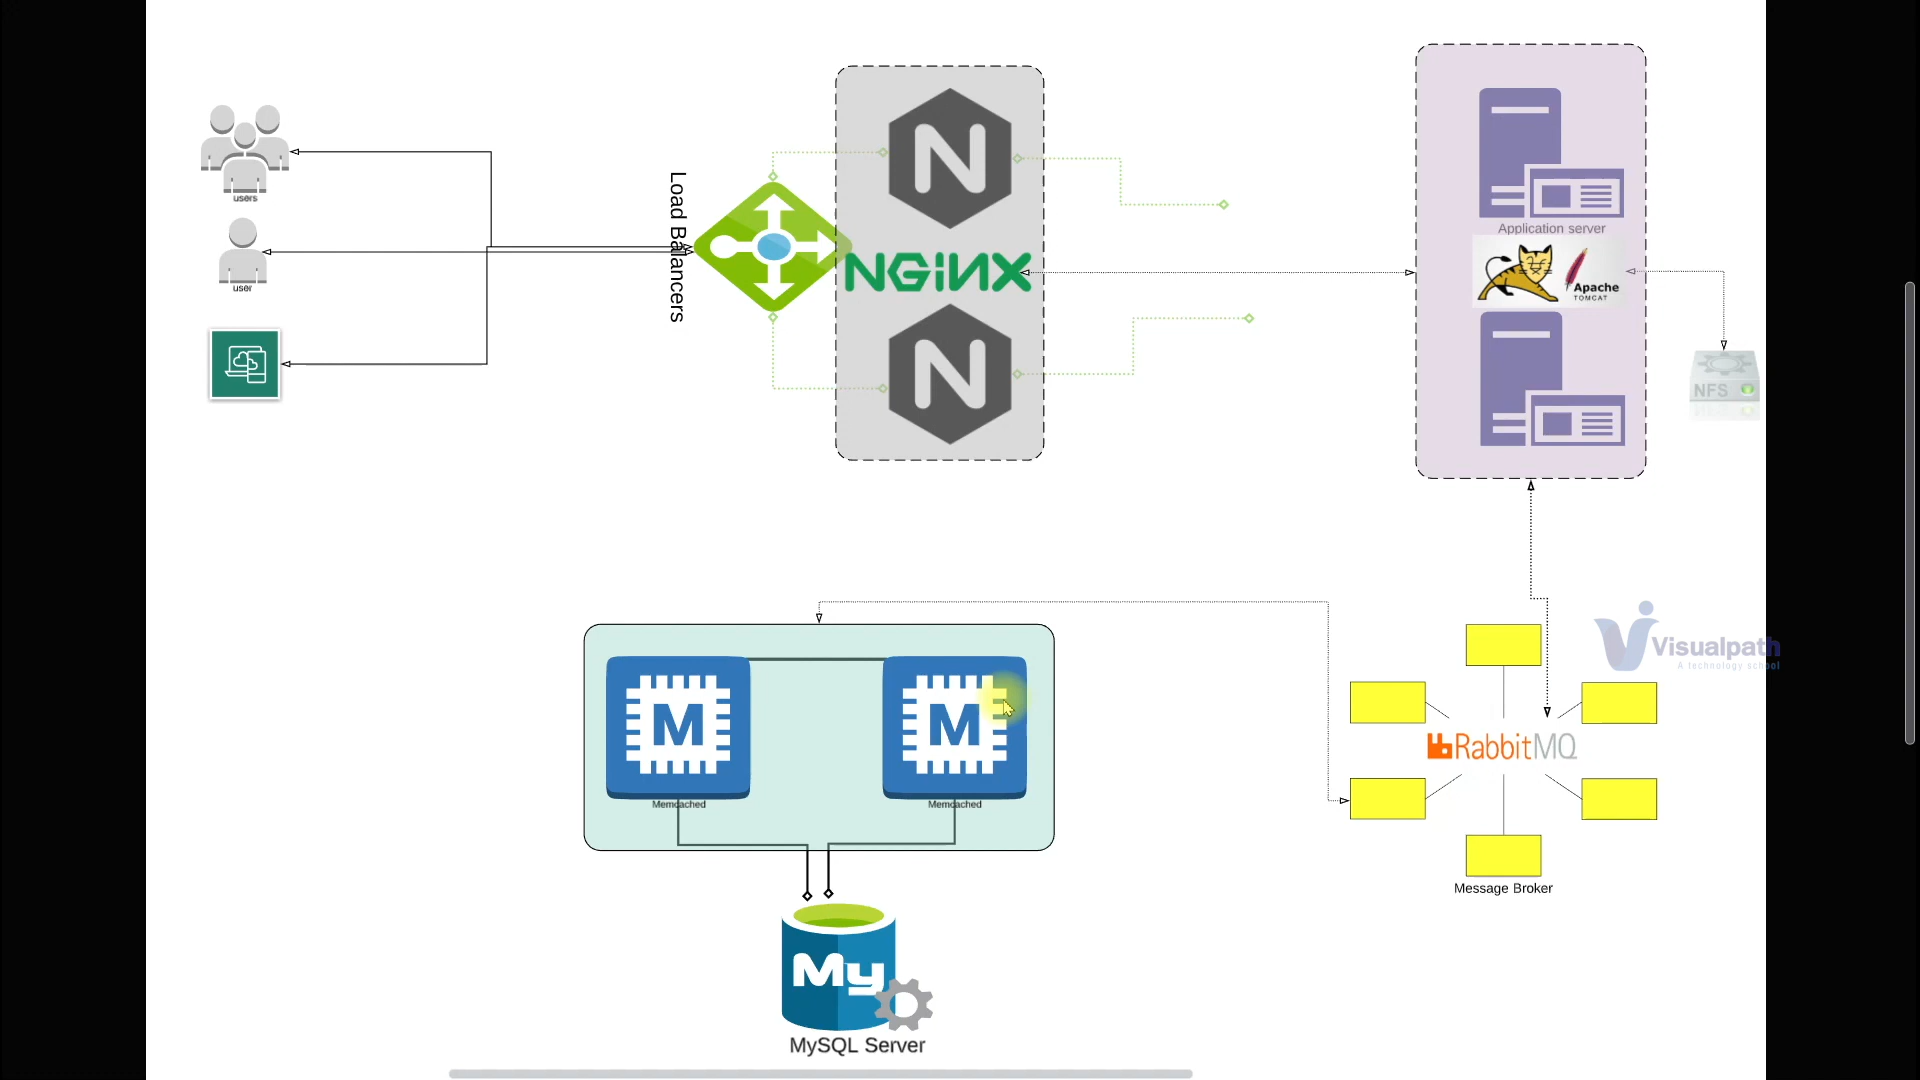 users
user
Load Balancers
N
NGiNX
N
Application server
Apache
TOMCAT
NFS
Visualpath
A technology school
M
Memcached
M
Memcached
RabbitMQ
Message Broker
My
MySQL Server